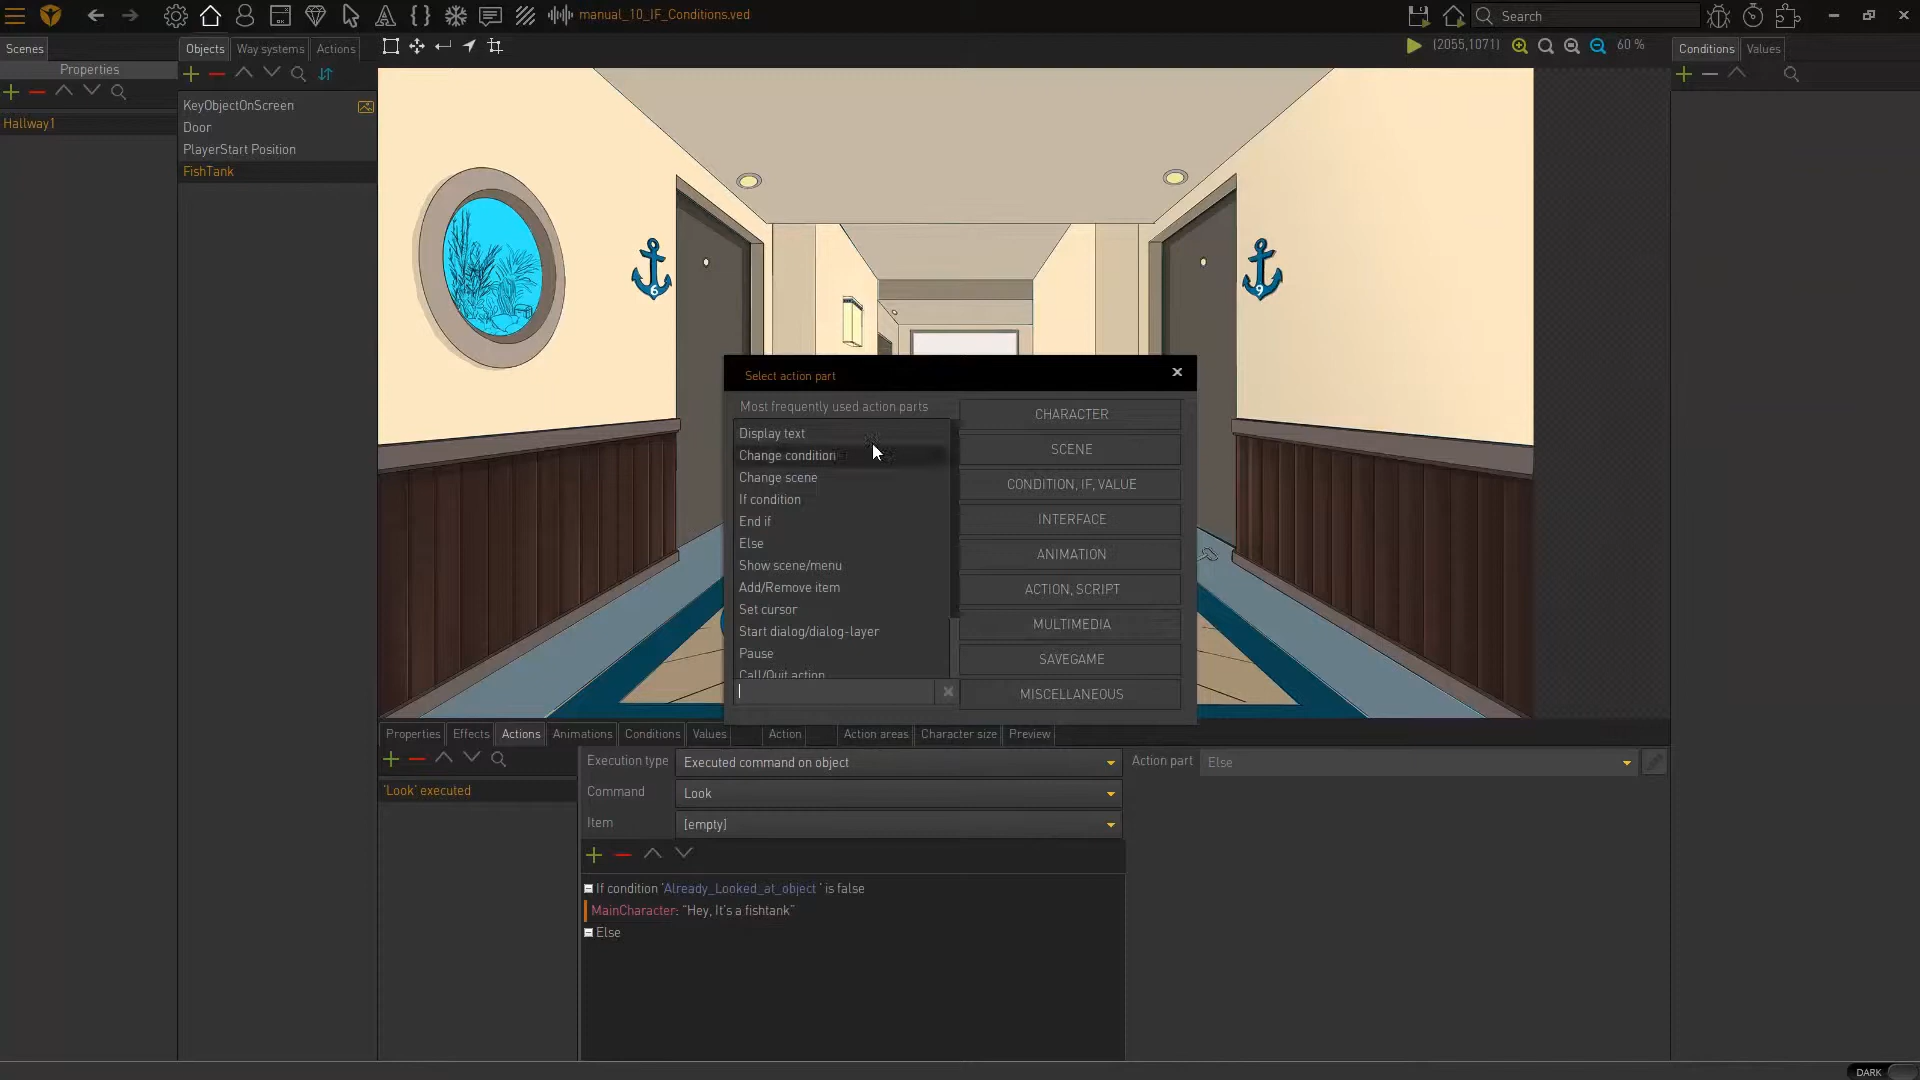 manual_10_IF_Conditions.ved
Search
Scenes
Objects
Way systems
Actions
(2055,1071)
60 %
Conditions
Values
Properties
KeyObjectOnScreen
Hallway1
Door
PlayerStart Position
FishTank
6
9
Select action part
Most frequently used action parts
Display text
Change condition
Change scene
If condition
End if
Else
Show scene/menu
Add/Remove item
Set cursor
Start dialog/dialog-layer
Pause
Call/Quit action
CHARACTER
SCENE
CONDITION, IF, VALUE
INTERFACE
ANIMATION
ACTION, SCRIPT
MULTIMEDIA
SAVEGAME
MISCELLANEOUS
Properties
Effects
Actions
Animations
Conditions
Values
Action
Action areas
Character size
Preview
'Look' executed
Execution type
Executed command on object
Command
Look
Item
[empty]
Action part
Else
If condition 'Already_Looked_at_object ' is false
MainCharacter: "Hey, It's a fishtank"
Else
DARK